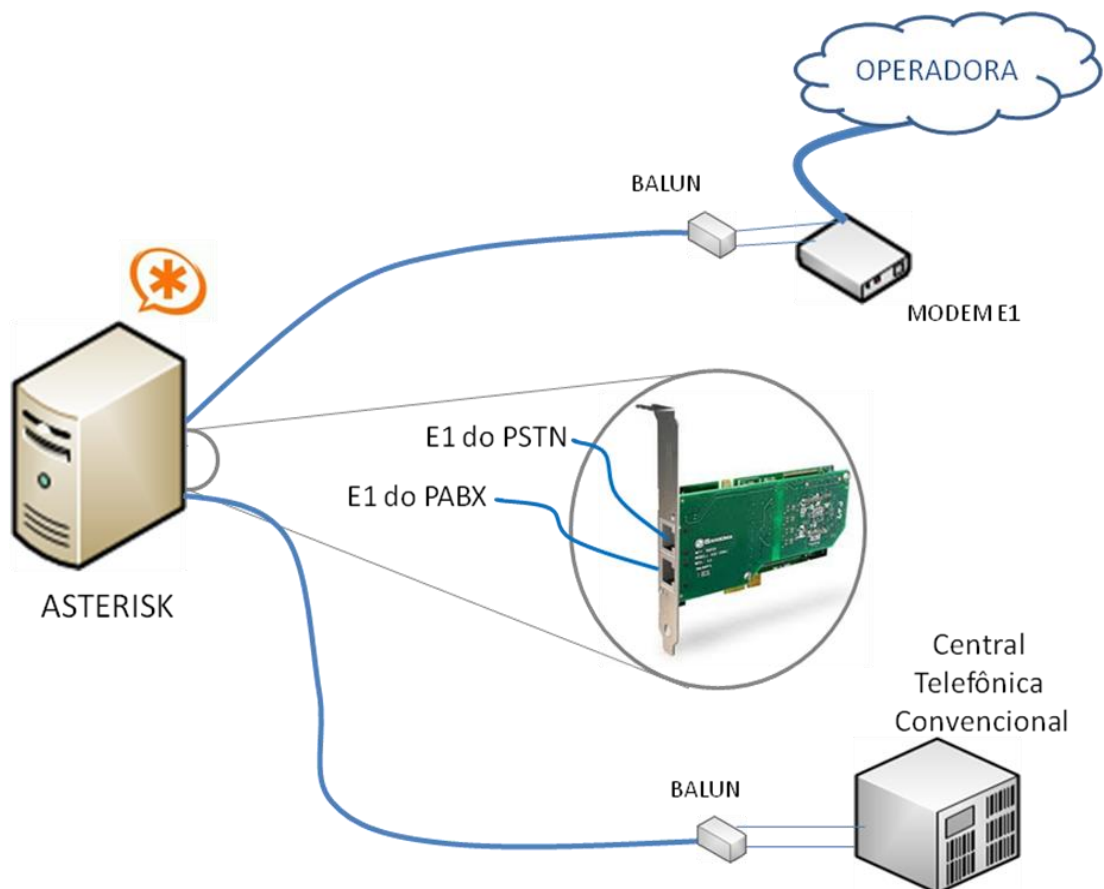 OPERADORA
BALUN
MODEM E1
E1 do PSTN
E1 do PABX
ASTERISK
Central
Telefônica
Convencional
BALUN